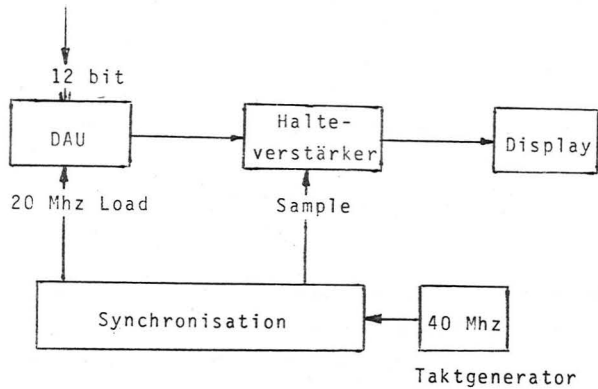 12 bit
DAU
Halte-
verstärker
Display
20 Mhz Load
Sample
Synchronisation
40 Mhz
Taktgenerator